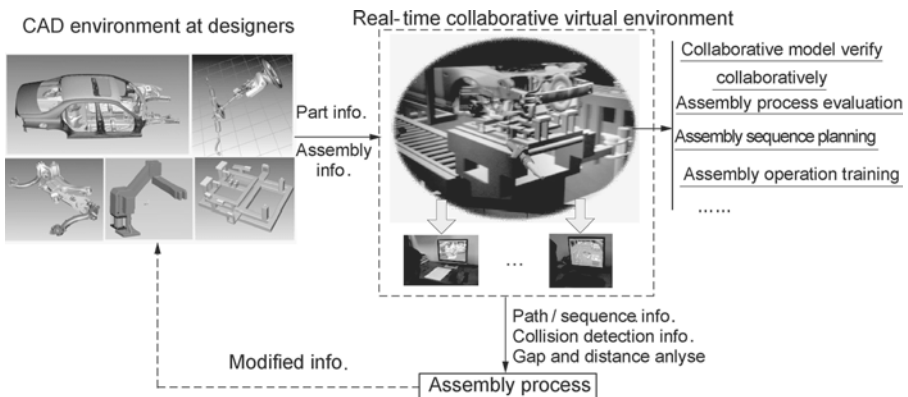 CAD environment at designers
Real-time collaborative virtual environment
Part info.
Assembly
info.
Collaborative model verify
collaboratively
Assembly process evaluation
Assembly sequence planning
Assembly operation training
……
...
Path / sequence info.
Collision detection info.
Gap and distance anlyse
Modified info.
Assembly process